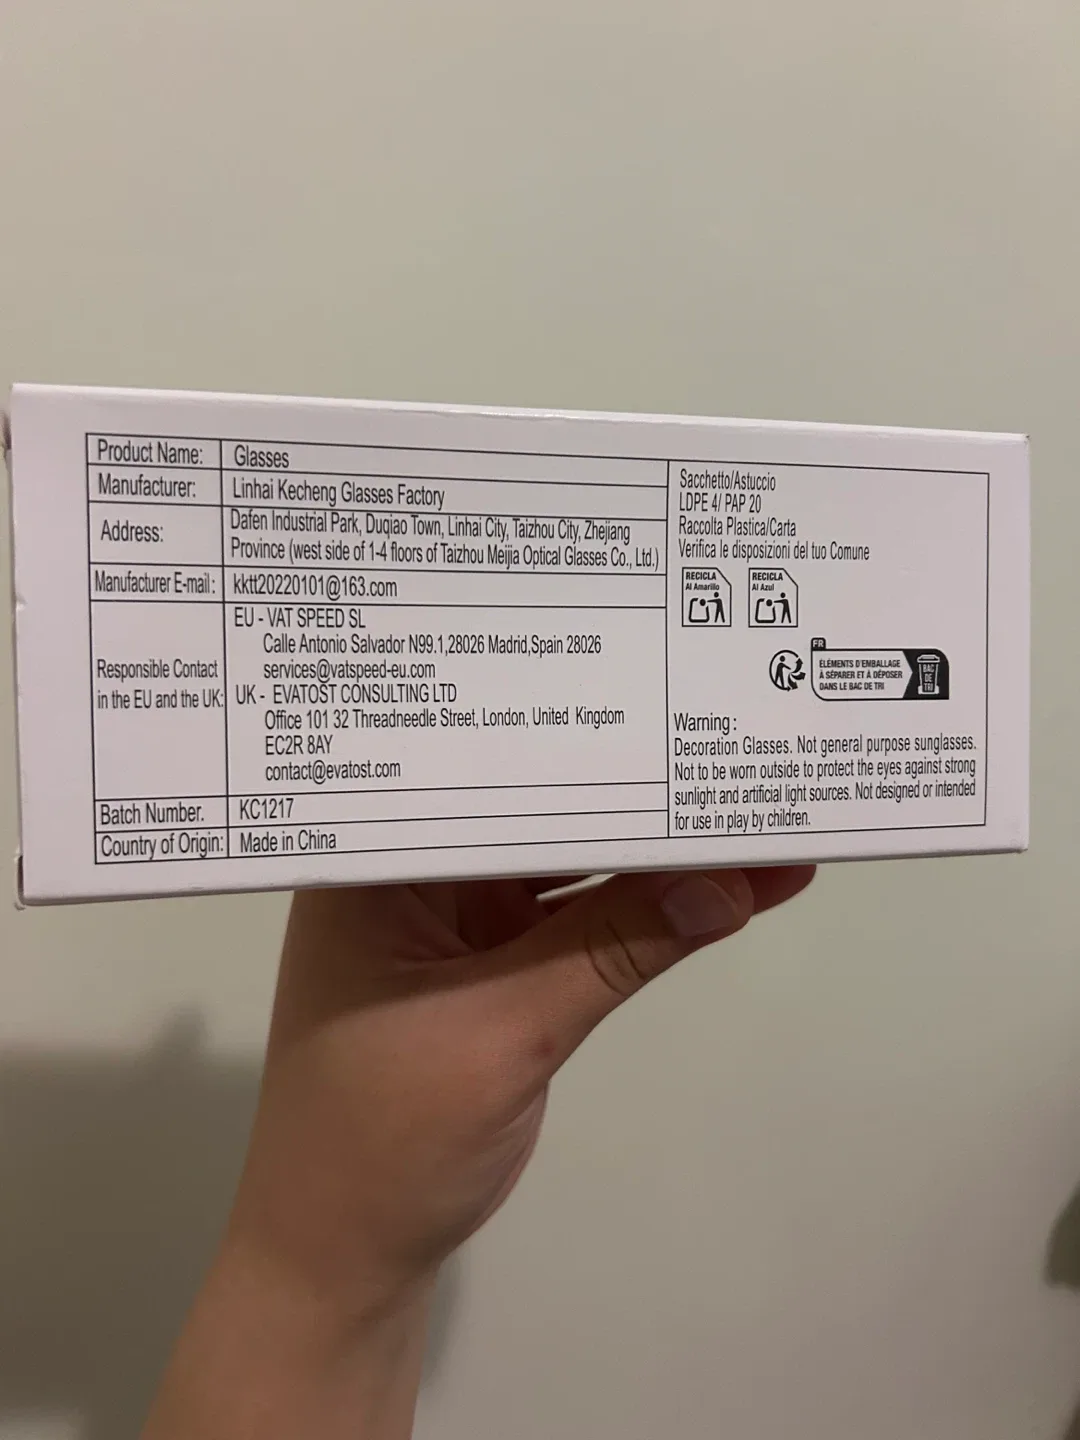 Product Name: Glasses
Manufacturer: Linhai Kecheng Glasses Factory
Address: Dafen Industrial Park, Duqiao Town, Linhai City, Taizhou City, Zhejiang
Province (west side of 1-4 floors of Taizhou Meijia Optical Glasses Co., Ltd.)
Manufacturer E-mail: kktt20220101@163.com
Responsible Contact
in the EU and the UK:
EU - VAT SPEED SL
Calle Antonio Salvador N99.1,28026 Madrid,Spain 28026
services@vatspeed-eu.com
UK - EVATOST CONSULTING LTD
Office 101 32 Threadneedle Street, London, United Kingdom
EC2R 8AY
contact@evatost.com
Batch Number. KC1217
Country of Origin: Made in China
Sacchetto/Astuccio
LDPE 4/ PAP 20
Raccolta Plastica/Carta
Verifica le disposizioni del tuo Comune
RECICLA
Al Amarillo
RECICLA
Al Azul
FR
ÉLÉMENTS D'EMBALLAGE
À SÉPARER ET À DÉPOSER
DANS LE BAC DE TRI
BAC
DE
TRI
Warning:
Decoration Glasses. Not general purpose sunglasses.
Not to be worn outside to protect the eyes against strong
sunlight and artificial light sources. Not designed or intended
for use in play by children.